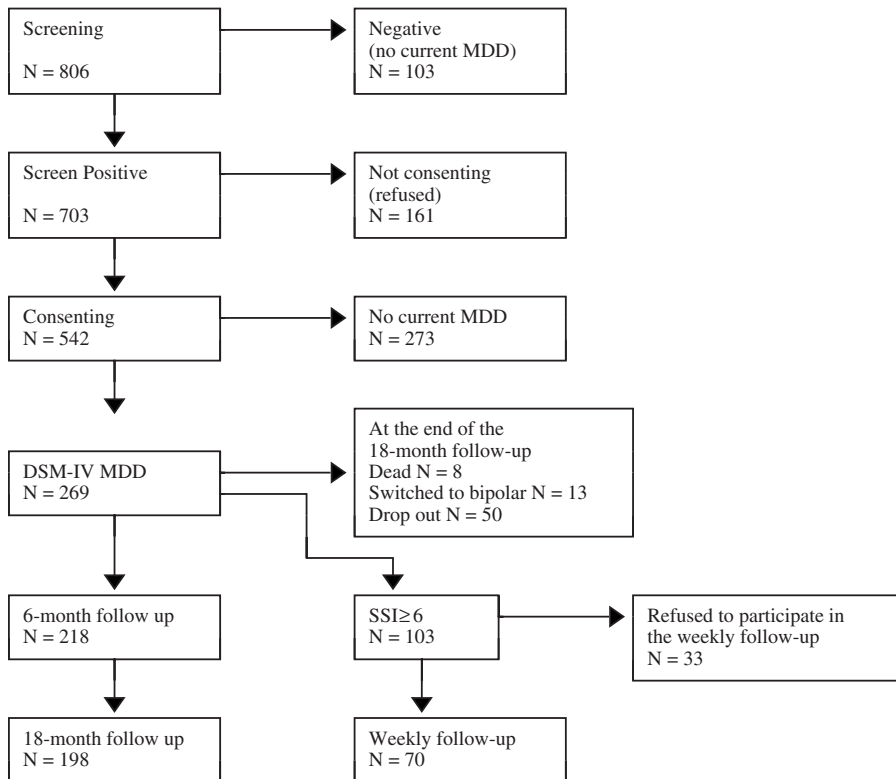 Screening
N = 806
Negative
(no current MDD)
N = 103
Screen Positive
N = 703
Not consenting
(refused)
N = 161
Consenting
N = 542
No current MDD
N = 273
DSM-IV MDD
N = 269
At the end of the
18-month follow-up
Dead N = 8
Switched to bipolar N = 13
Drop out N = 50
6-month follow up
N = 218
SSI≥6
N = 103
Refused to participate in
the weekly follow-up
N = 33
18-month follow up
N = 198
Weekly follow-up
N = 70